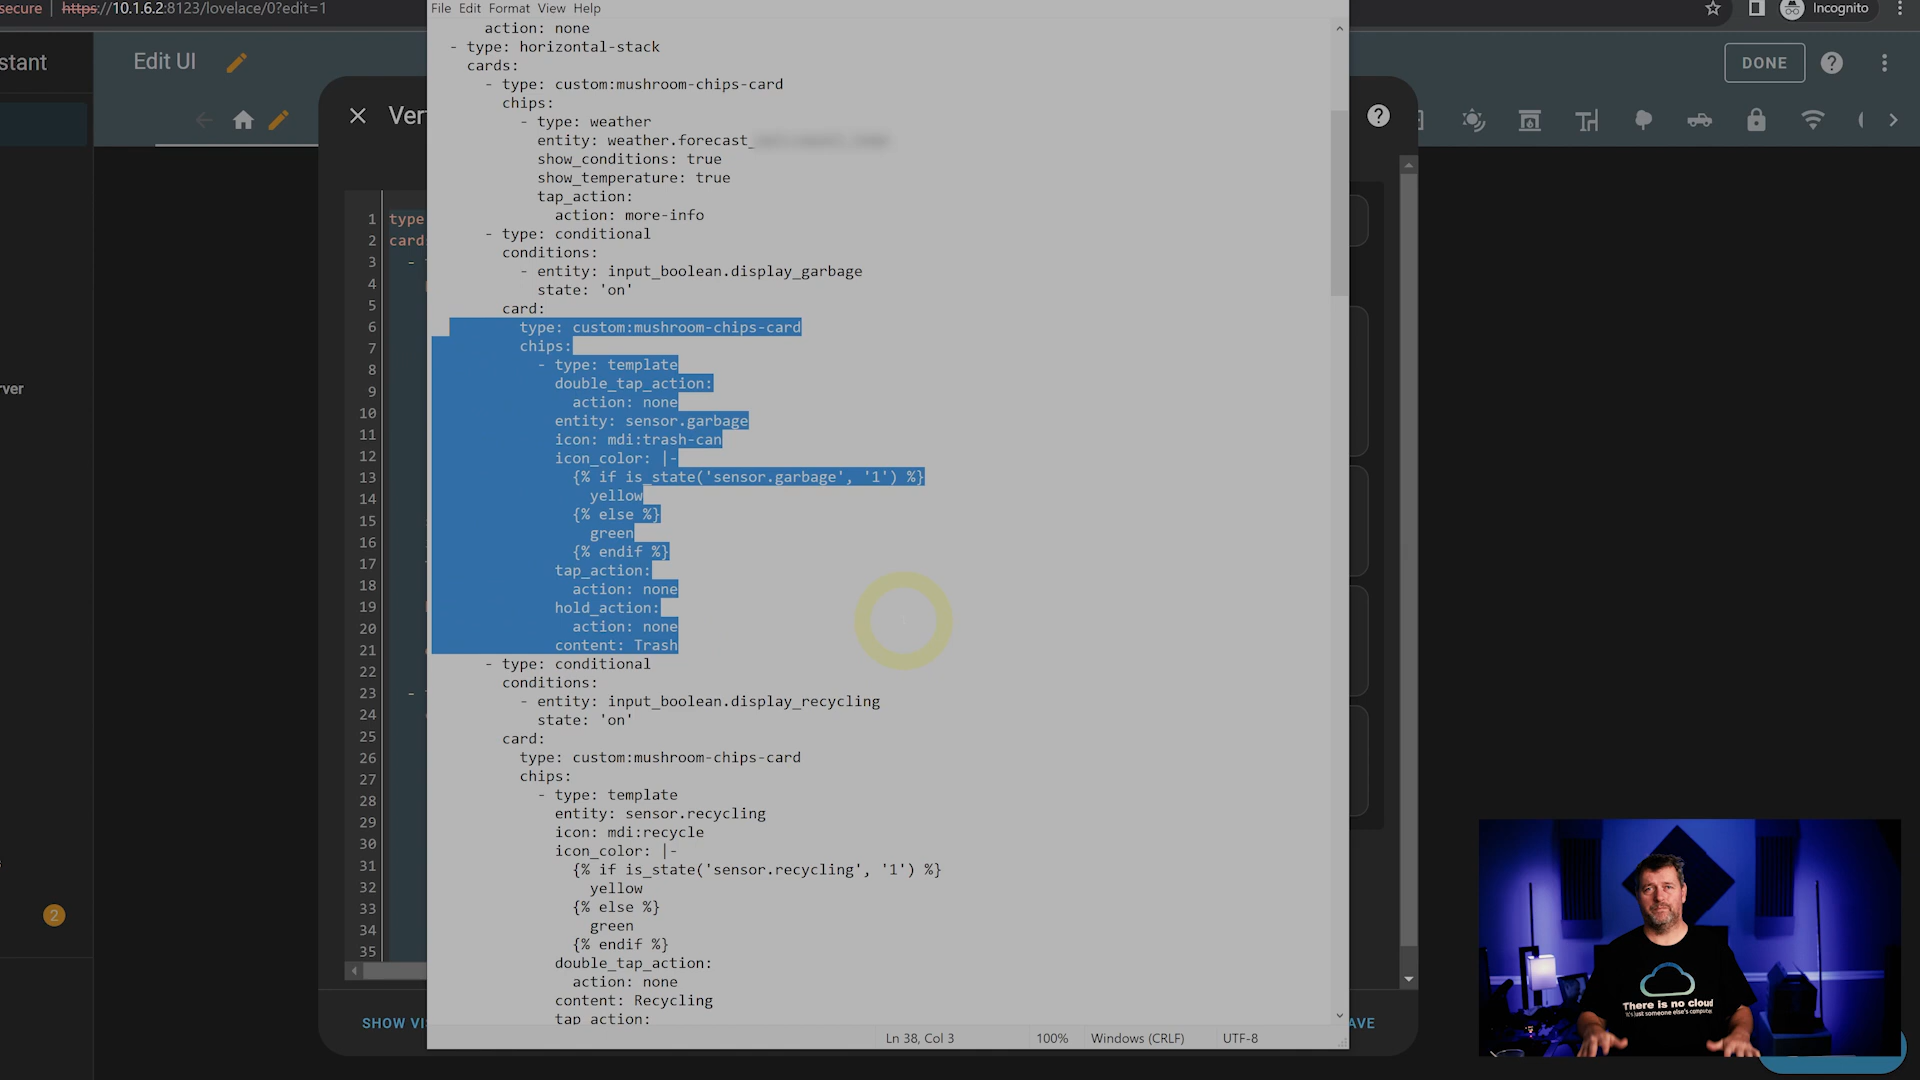 secure | https://10.1.6.2:8123/lovelace/0?edit=1
Incognito
stant
Edit UI
DONE
rver
2
Ver
SHOW VI
AVE
type
card
1
2
3
4
5
6
7
8
9
10
11
12
13
14
15
16
17
18
19
20
21
22
23
24
25
26
27
28
29
30
31
32
33
34
35
File Edit Format View Help
action: none
- type: horizontal-stack
cards:
- type: custom:mushroom-chips-card
chips:
- type: weather
entity: weather.forecast_
show_conditions: true
show_temperature: true
tap_action:
action: more-info
- type: conditional
conditions:
- entity: input_boolean.display_garbage
state: 'on'
card:
type: custom:mushroom-chips-card
chips:
- type: template
double_tap_action:
action: none
entity: sensor.garbage
icon: mdi:trash-can
icon_color: |-
{% if is_state('sensor.garbage', '1') %}
yellow
{% else %}
green
{% endif %}
tap_action:
action: none
hold_action:
action: none
content: Trash
- type: conditional
conditions:
- entity: input_boolean.display_recycling
state: 'on'
card:
type: custom:mushroom-chips-card
chips:
- type: template
entity: sensor.recycling
icon: mdi:recycle
icon_color: |-
{% if is_state('sensor.recycling', '1') %}
yellow
{% else %}
green
{% endif %}
double_tap_action:
action: none
content: Recycling
tap_action:
Ln 38, Col 3
100%
Windows (CRLF)
UTF-8
There is no cloud
It's just someone else's computer